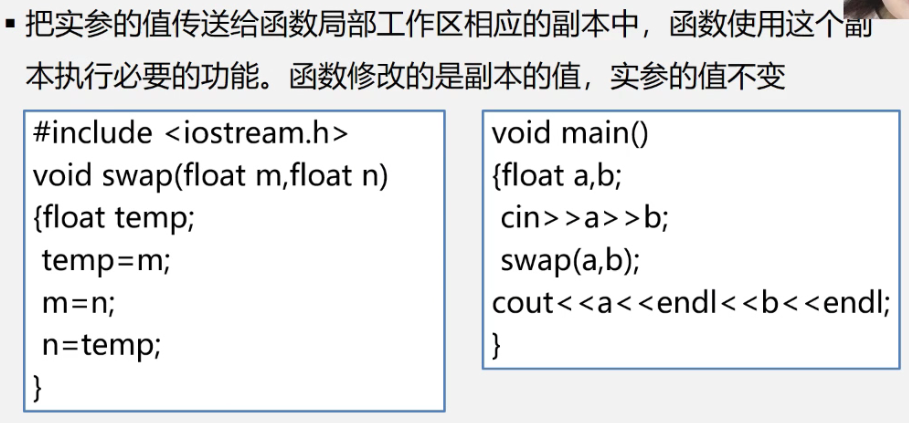 ▪ 把实参的值传送给函数局部工作区相应的副本中，函数使用这个副
本执行必要的功能。函数修改的是副本的值，实参的值不变
#include <iostream.h>
void swap(float m,float n)
{float temp;
temp=m;
m=n;
n=temp;
}
void main()
{float a,b;
cin>>a>>b;
swap(a,b);
cout<<a<<endl<<b<<endl;
}